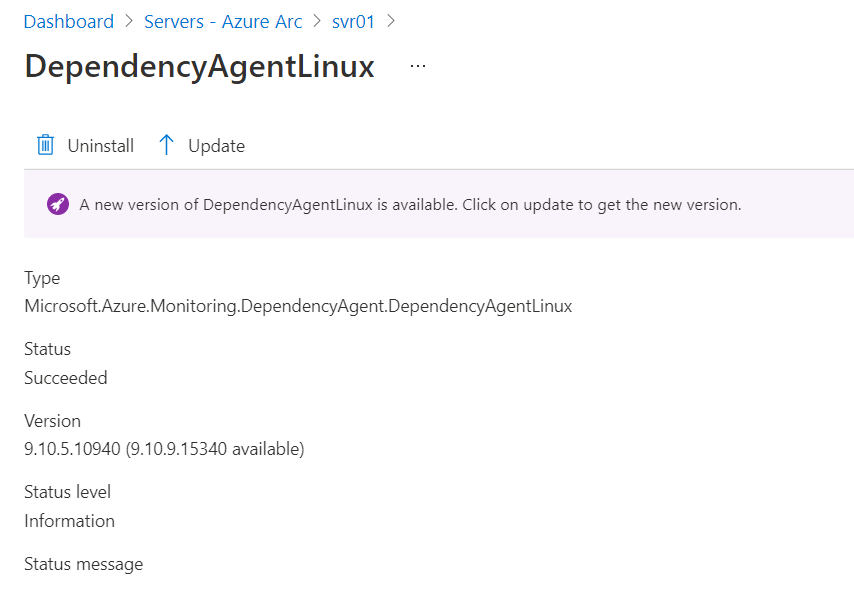 Dashboard > Servers - Azure Arc > svr01 >
DependencyAgentLinux ...
Uninstall Update
A new version of DependencyAgentLinux is available. Click on update to get the new version.
Type
Microsoft.Azure.Monitoring.DependencyAgent.DependencyAgentLinux
Status
Succeeded
Version
9.10.5.10940 (9.10.9.15340 available)
Status level
Information
Status message